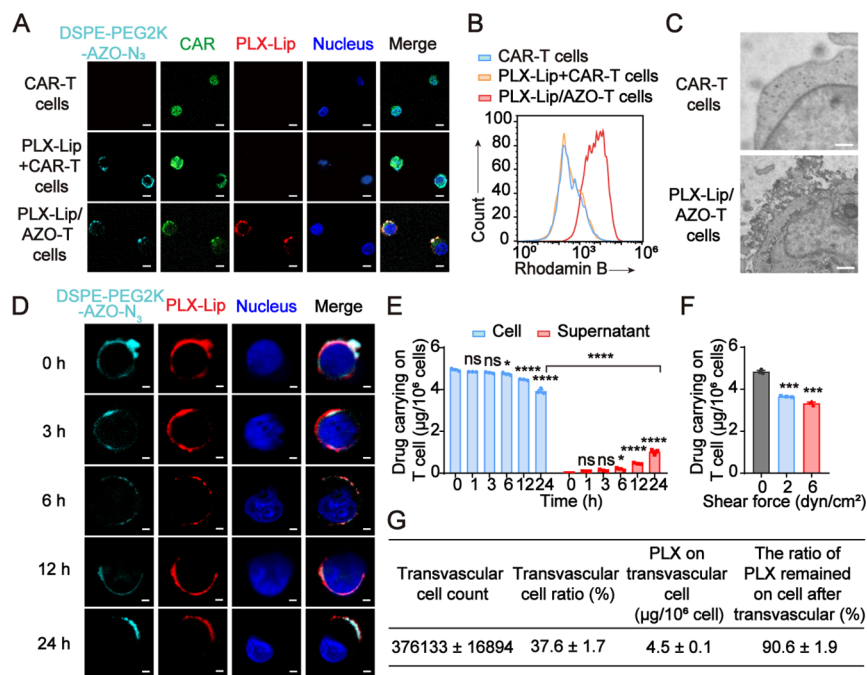 A
DSPE-PEG2K
-AZO-N₃
CAR
PLX-Lip
Nucleus
Merge
CAR-T
cells
PLX-Lip
+CAR-T
cells
PLX-Lip/
AZO-T
cells
B
CAR-T cells
PLX-Lip+CAR-T cells
PLX-Lip/AZO-T cells
Count
100
80
60
40
20
0
10⁰
10³
10⁶
Rhodamin B
C
CAR-T
cells
PLX-Lip/
AZO-T
cells
D
DSPE-PEG2K
-AZO-N₃
PLX-Lip
Nucleus
Merge
0 h
3 h
6 h
12 h
24 h
E
Cell
Supernatant
Drug carrying on
T cell (μg/10⁶ cells)
6
4
2
0
ns ns * **** ****
****
ns ns * **** ****
0 1 3 6 12 24 0 1 3 6 12 24
Time (h)
F
Drug carrying on
T cell (μg/10⁶ cells)
6
4
2
0
*** ***
0 2 6
Shear force (dyn/cm²)
G
Transvascular
cell count
Transvascular
cell ratio (%)
PLX on
transvascular
cell
(μg/10⁶ cell)
The ratio of
PLX remained
on cell after
transvascular (%)
376133 ± 16894
37.6 ± 1.7
4.5 ± 0.1
90.6 ± 1.9